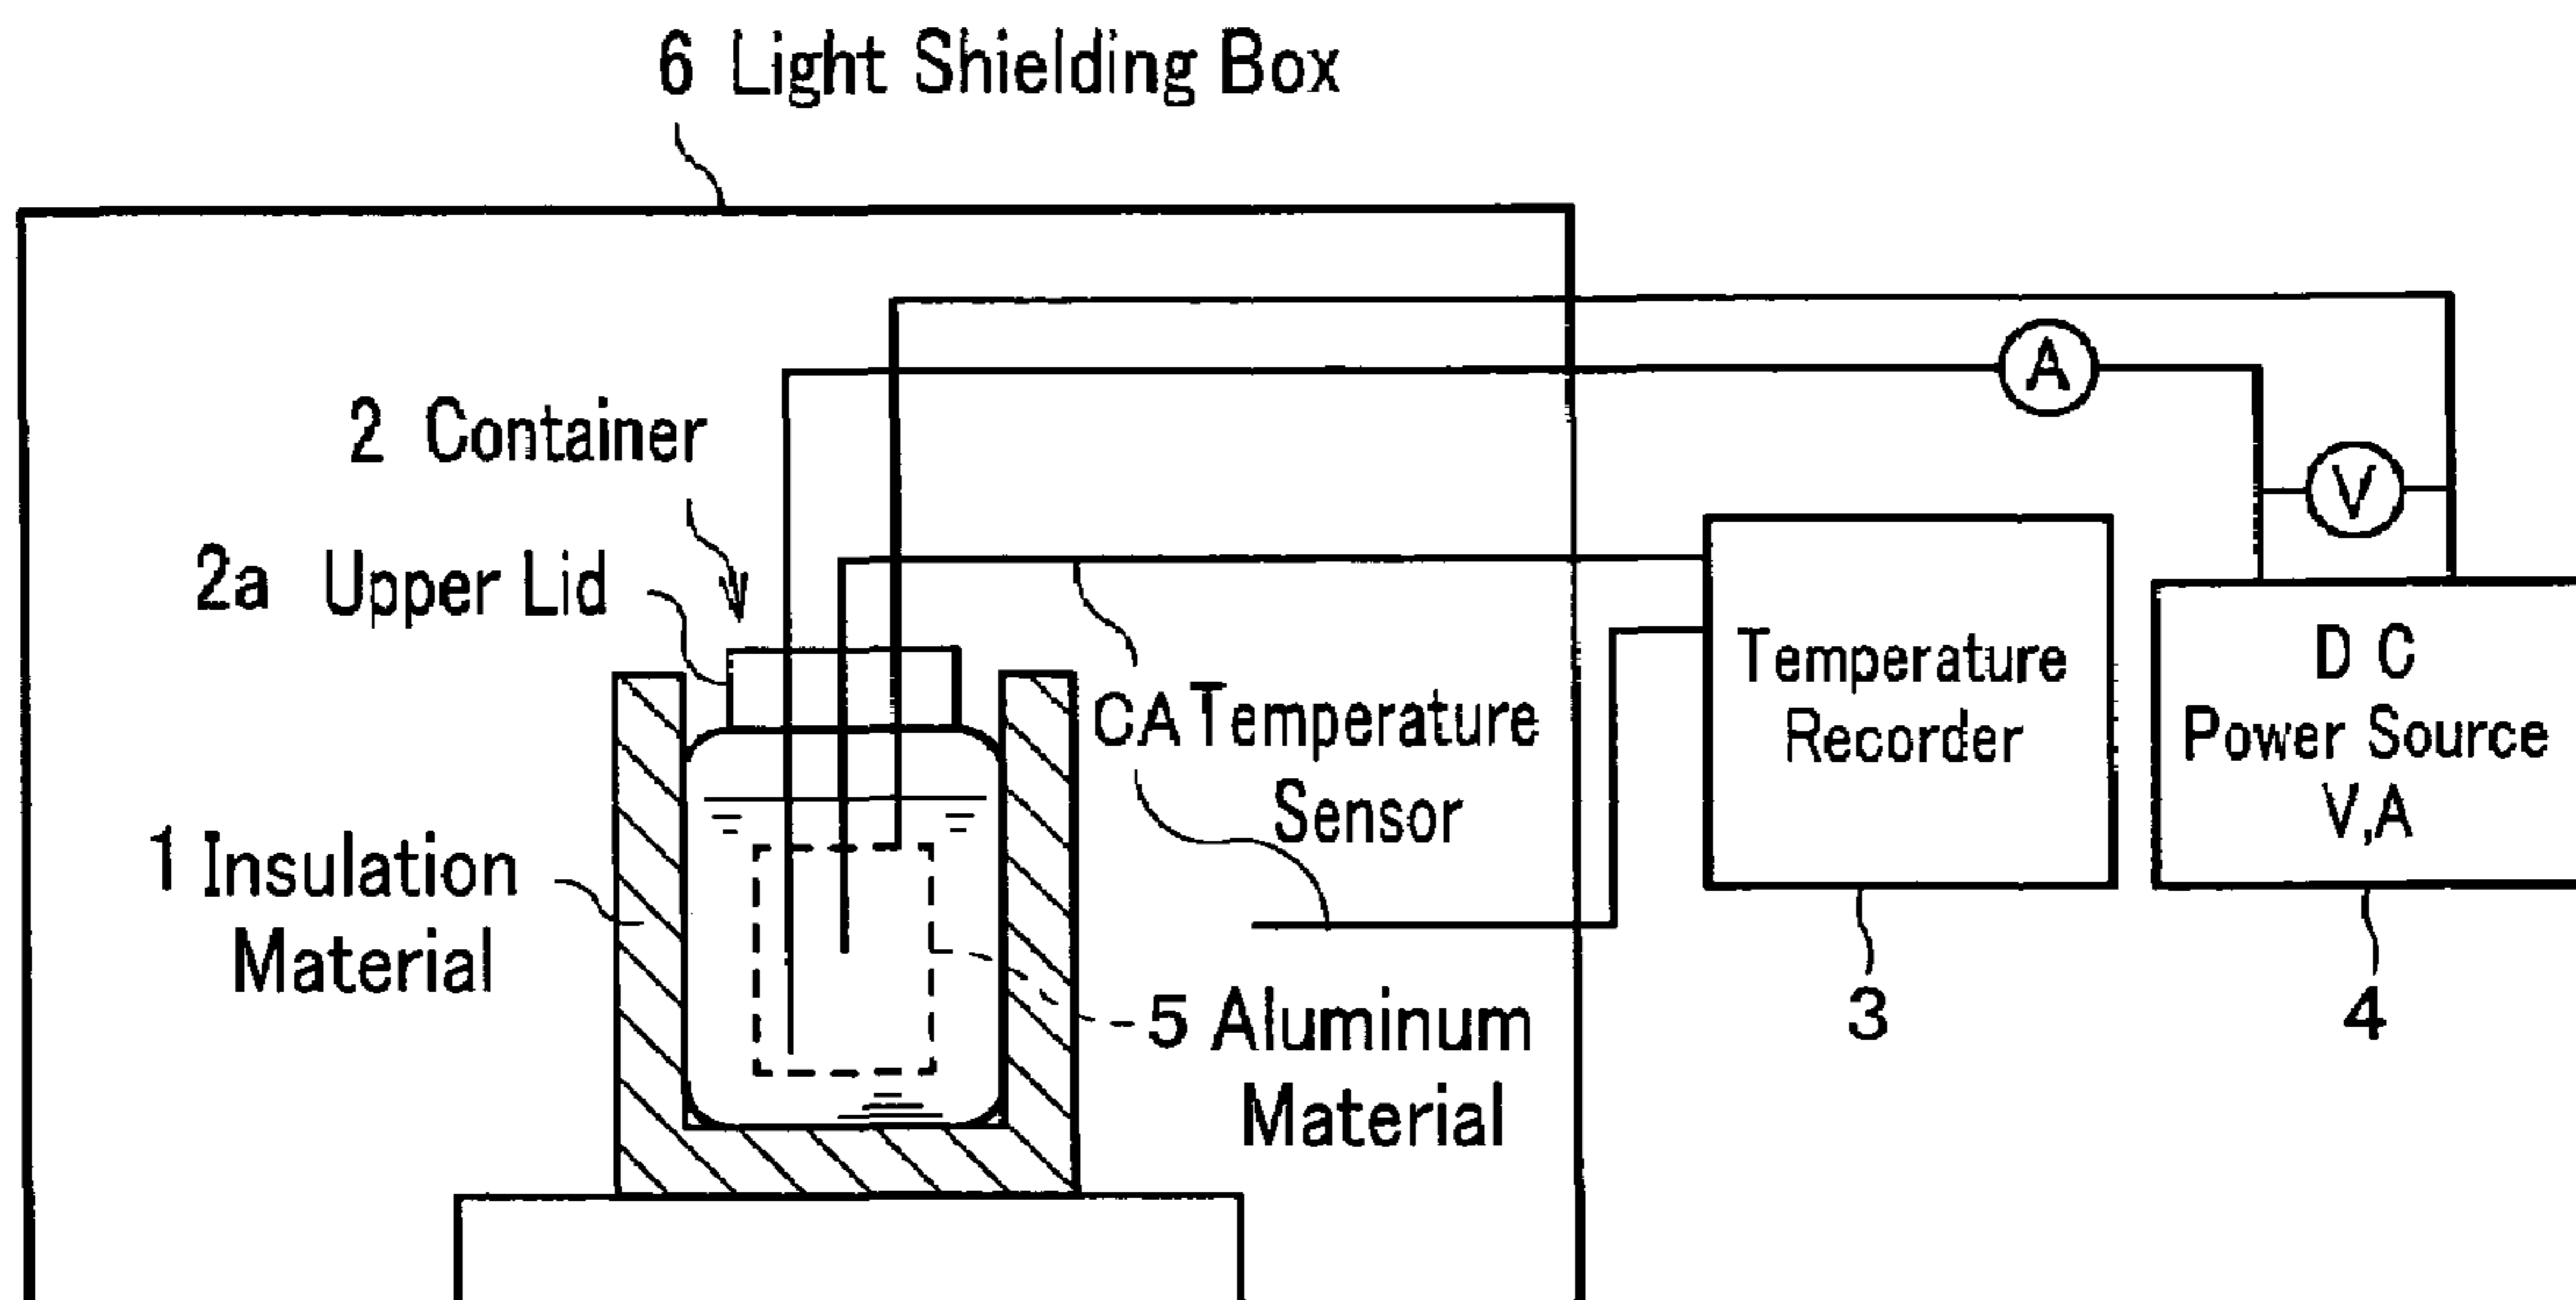 6 Light Shielding Box
A
2 Container
V
2a Upper Lid
CA Temperature
Sensor
Temperature
Recorder
D C
Power Source
V,A
1 Insulation
Material
3
4
5 Aluminum
Material